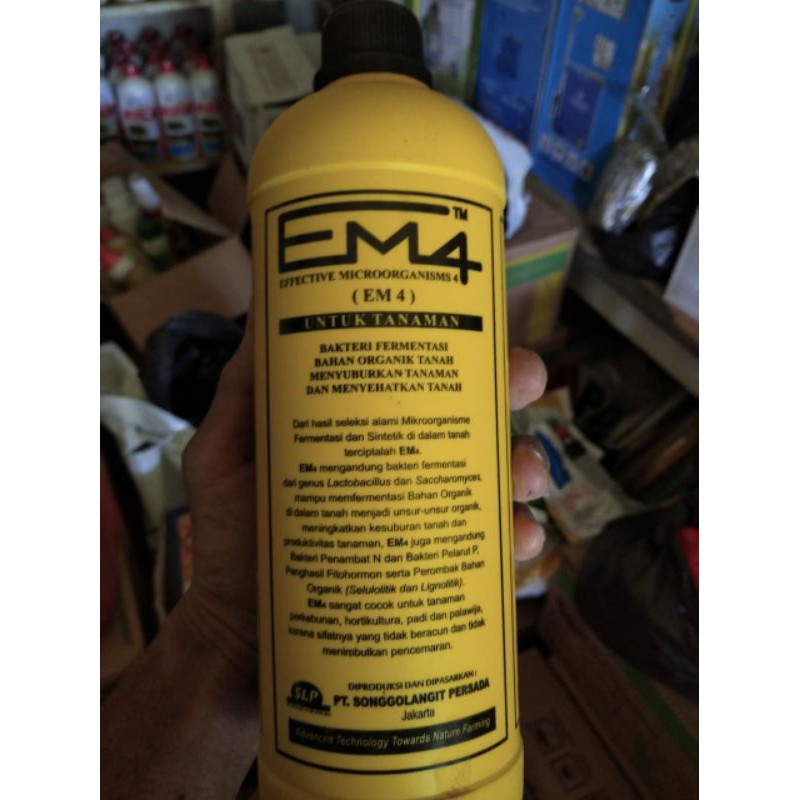 EM4™
EFFECTIVE MICROORGANISMS 4
( EM 4 )
UNTUK TANAMAN
BAKTERI FERMENTASI
BAHAN ORGANIK TANAH
MENYUBURKAN TANAMAN
DAN MENYEHATKAN TANAH
Dari hasil seleksi alami Mikroorganisme
Fermentasi dan Sintetik di dalam tanah
terciptalah EM4.
EM4 mengandung bakteri fermentasi
dari genus Lactobacillus dan Saccharomyces,
mampu memfermentasi Bahan Organik
di dalam tanah menjadi unsur-unsur organik,
meningkatkan kesuburan tanah dan
produktivitas tanaman, EM4 juga mengandung
Bakteri Penambat N dan Bakteri Pelarut P,
Panghasil Fitohormon serta Perombak Bahan
Organik (Selulolitik dan Lignolitik).
EM4 sangat cocok untuk tanaman
perkebunan, hortikultura, padi dan palawija,
karena sifatnya yang tidak beracun dan tidak
menimbulkan pencemaran.
DIPRODUKSI DAN DIPASARKAN :
SLP
PT. SONGGOLANGIT PERSADA
Jakarta
Advanced Technology Towards Nature Farming